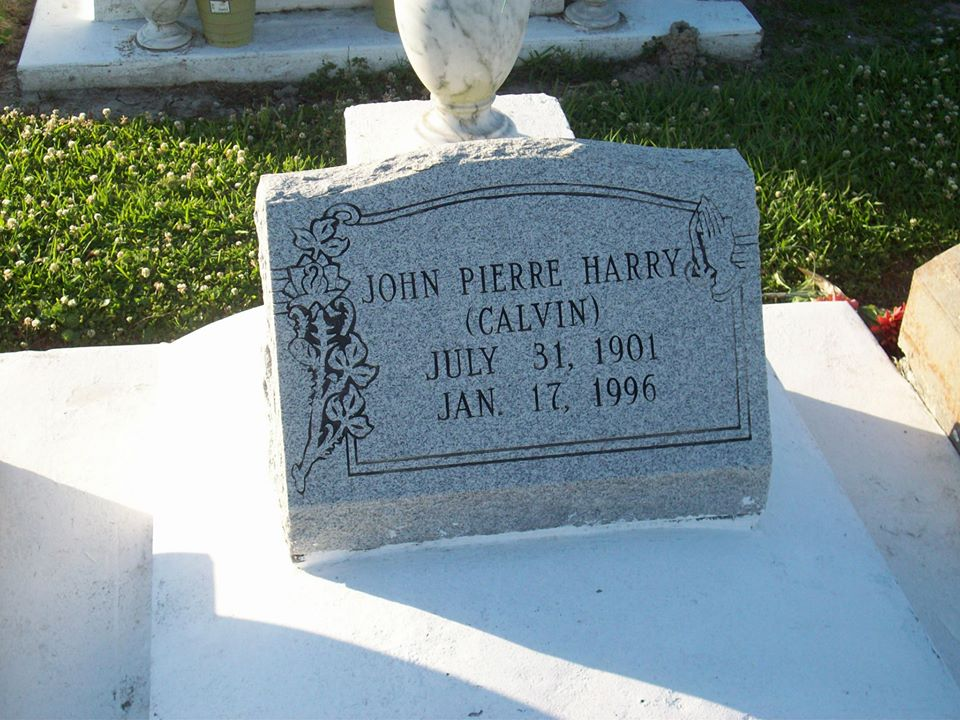 JOHN PIERRE HARRY
(CALVIN)
JULY 31, 1901
JAN. 17, 1996